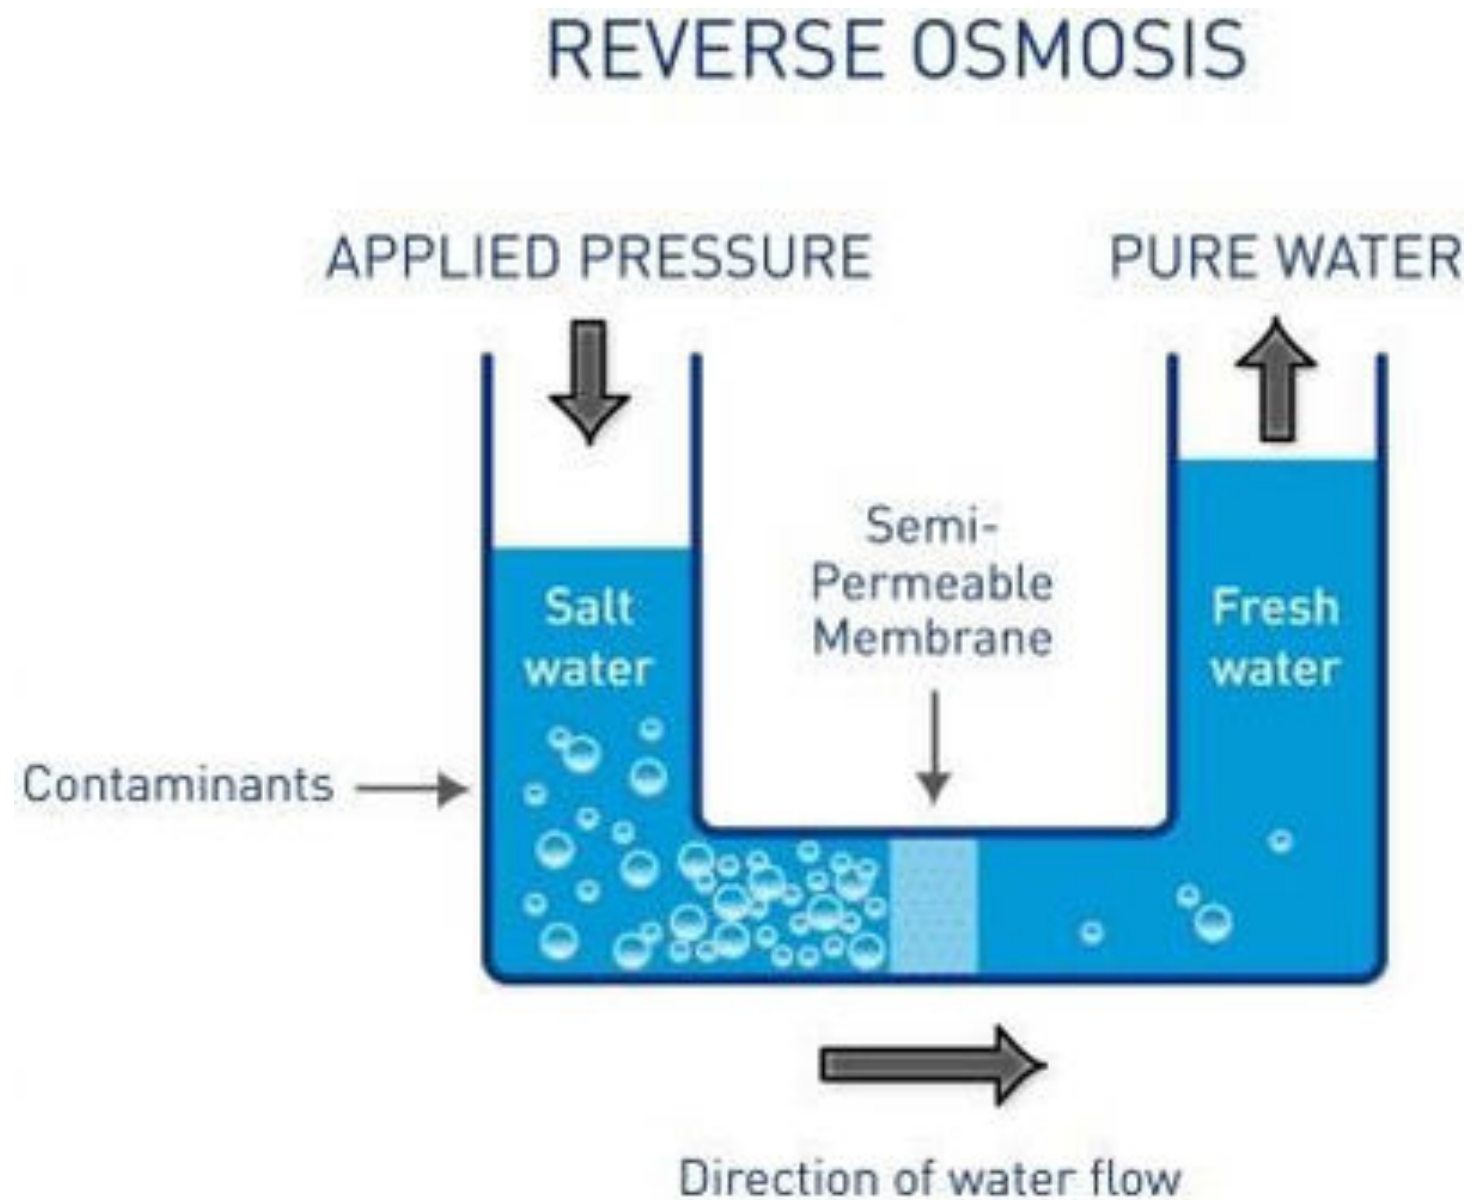 REVERSE OSMOSIS
APPLIED PRESSURE
PURE WATER
Semi-
Permeable
Membrane
Salt
water
Fresh
water
Contaminants
Direction of water flow